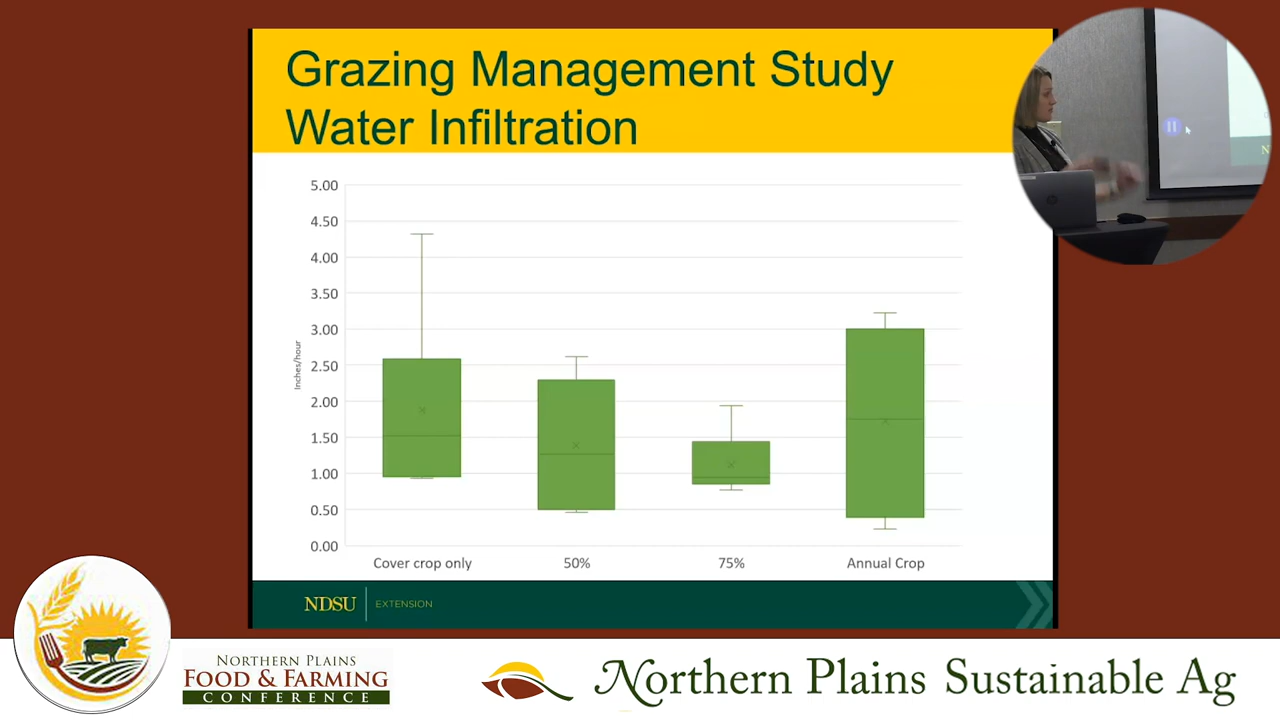 Grazing Management Study
Water Infiltration
5.00
4.50
4.00
3.50
3.00
2.50
2.00
1.50
1.00
0.50
0.00
Inches/hour
Cover crop only 50% 75% Annual Crop
NDSU EXTENSION
NORTHERN PLAINS
FOOD & FARMING
CONFERENCE
Northern Plains Sustainable Ag
N